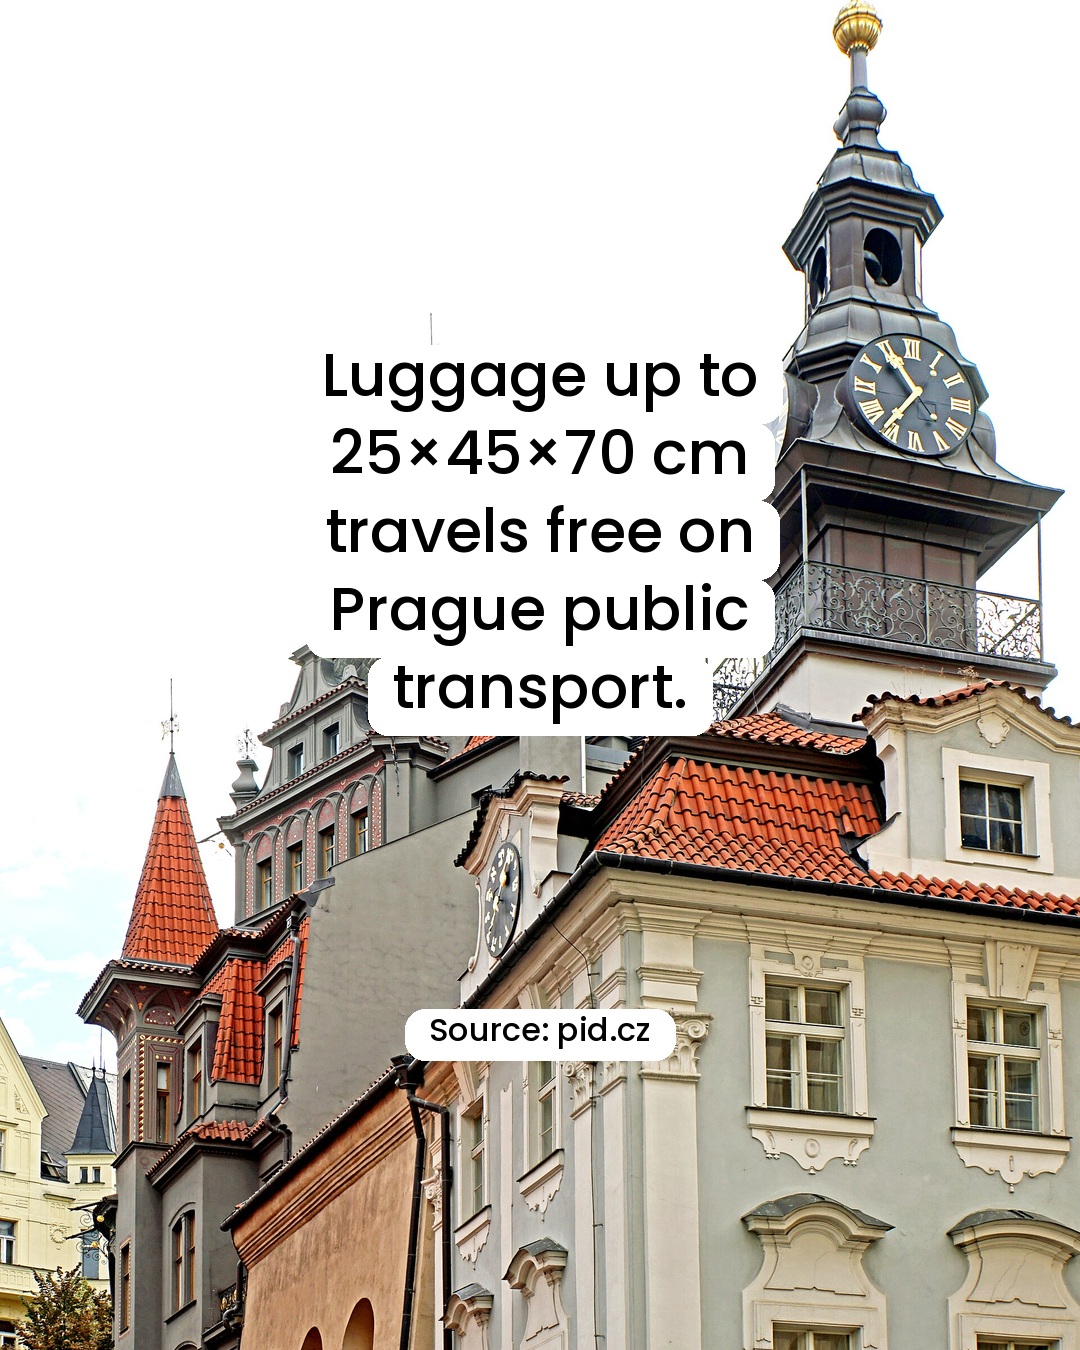 Luggage up to
25×45×70 cm
travels free on
Prague public
transport.
Source: pid.cz